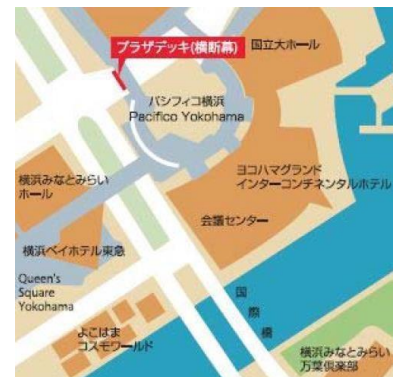 プラザデッキ(横断幕)
国立大ホール
パシフィコ横浜
Pacifico Yokohama
横浜みなとみらい
ホール
ヨコハマグランド
インターコンチネンタルホテル
会議センター
横浜ベイホテル東急
Queen's
Square
Yokohama
国際橋
よこはま
コスモワールド
横浜みなとみらい
万葉倶楽部